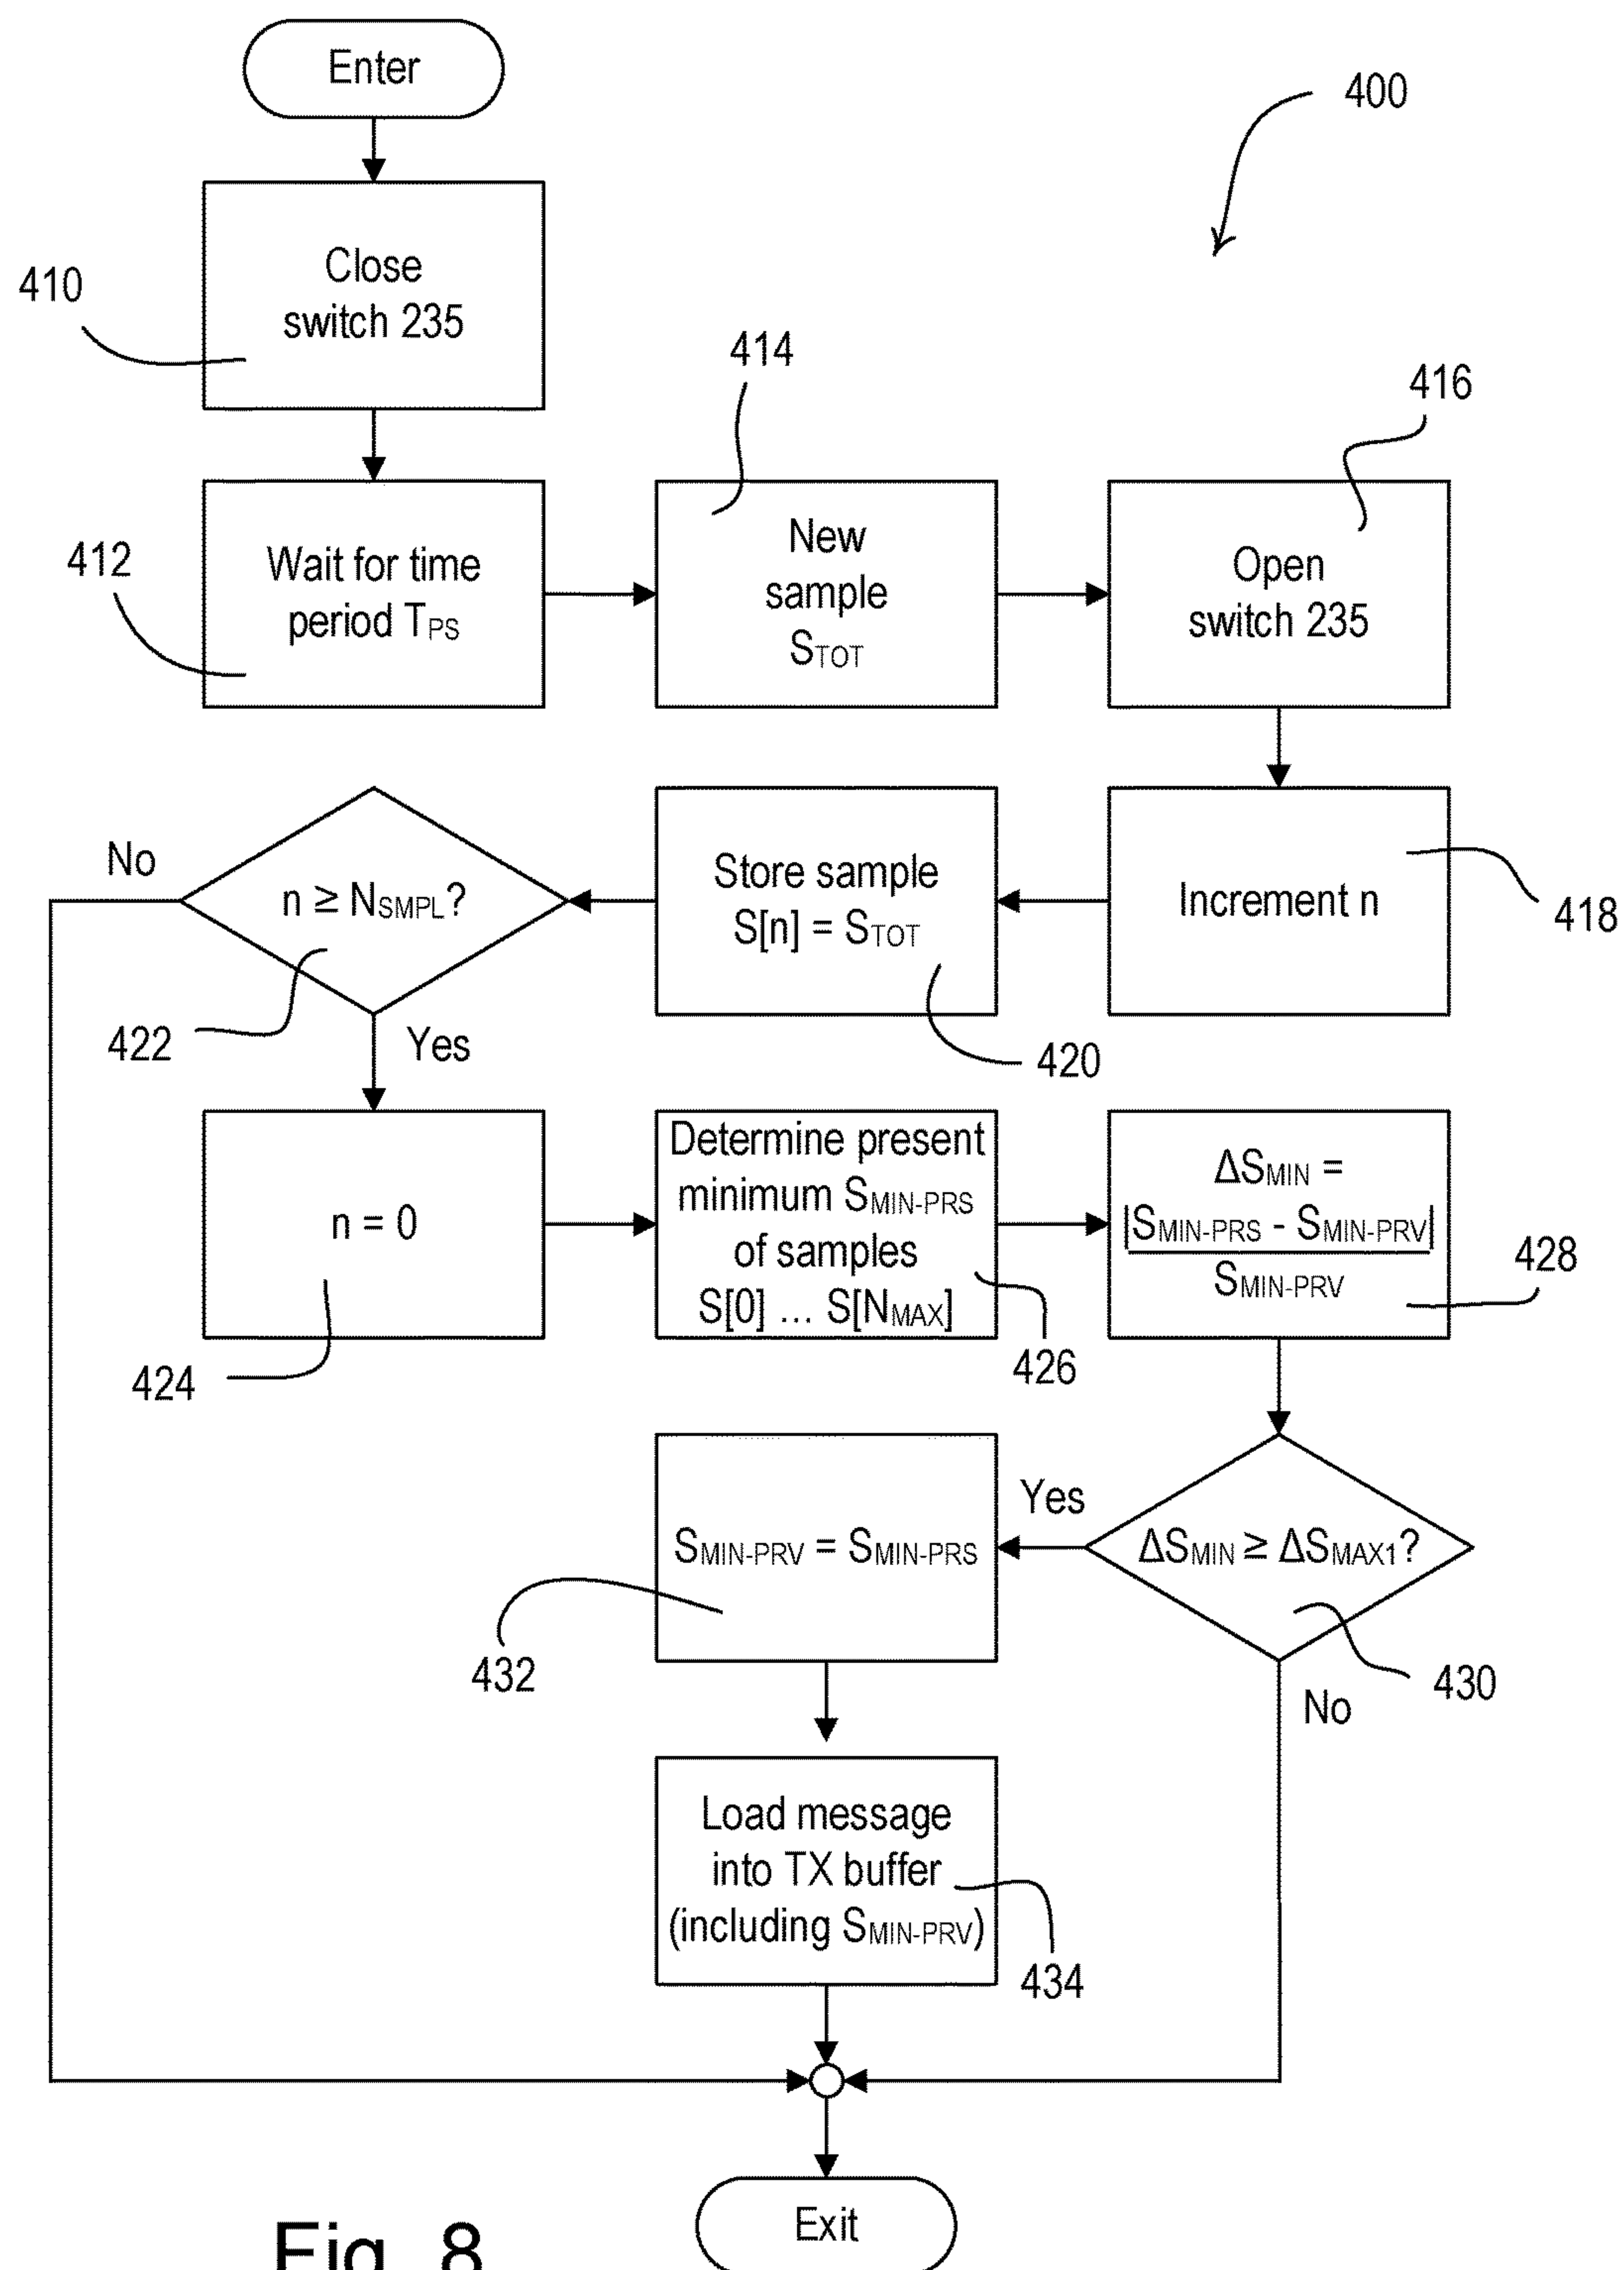 Enter
400
Close
switch 235
410
414
416
Wait for time
period TPS
412
New
sample
STOT
Open
switch 235
No
n ≥ NSMPL?
Store sample
S[n] = STOT
Increment n
418
422
Yes
420
n = 0
Determine present
minimum SMIN-PRS
of samples
S[0] ... S[NMAX]
ΔSMIN =
|SMIN-PRS - SMIN-PRV|
SMIN-PRV
428
424
426
SMIN-PRV = SMIN-PRS
Yes
ΔSMIN ≥ ΔSMAX1?
432
430
No
Load message
into TX buffer
(including SMIN-PRV)
434
Exit
Fig. 8